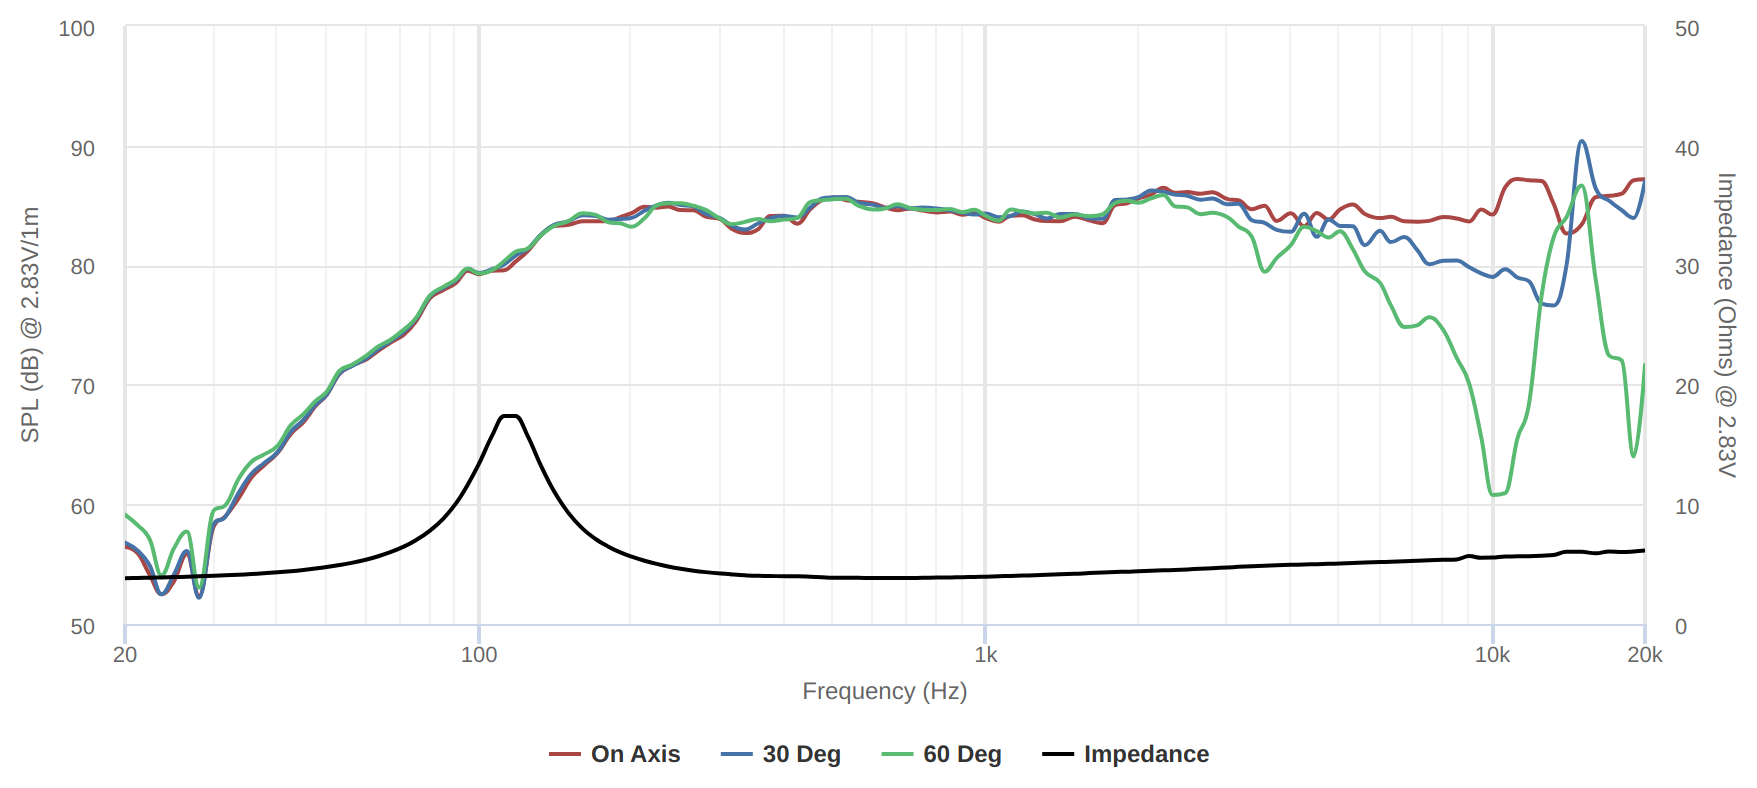 100
90
80
70
60
50
SPL (dB) @ 2.83V/1m
50
40
30
20
10
0
Impedance (Ohms) @ 2.83V
20
100
1k
10k
20k
Frequency (Hz)
On Axis
30 Deg
60 Deg
Impedance